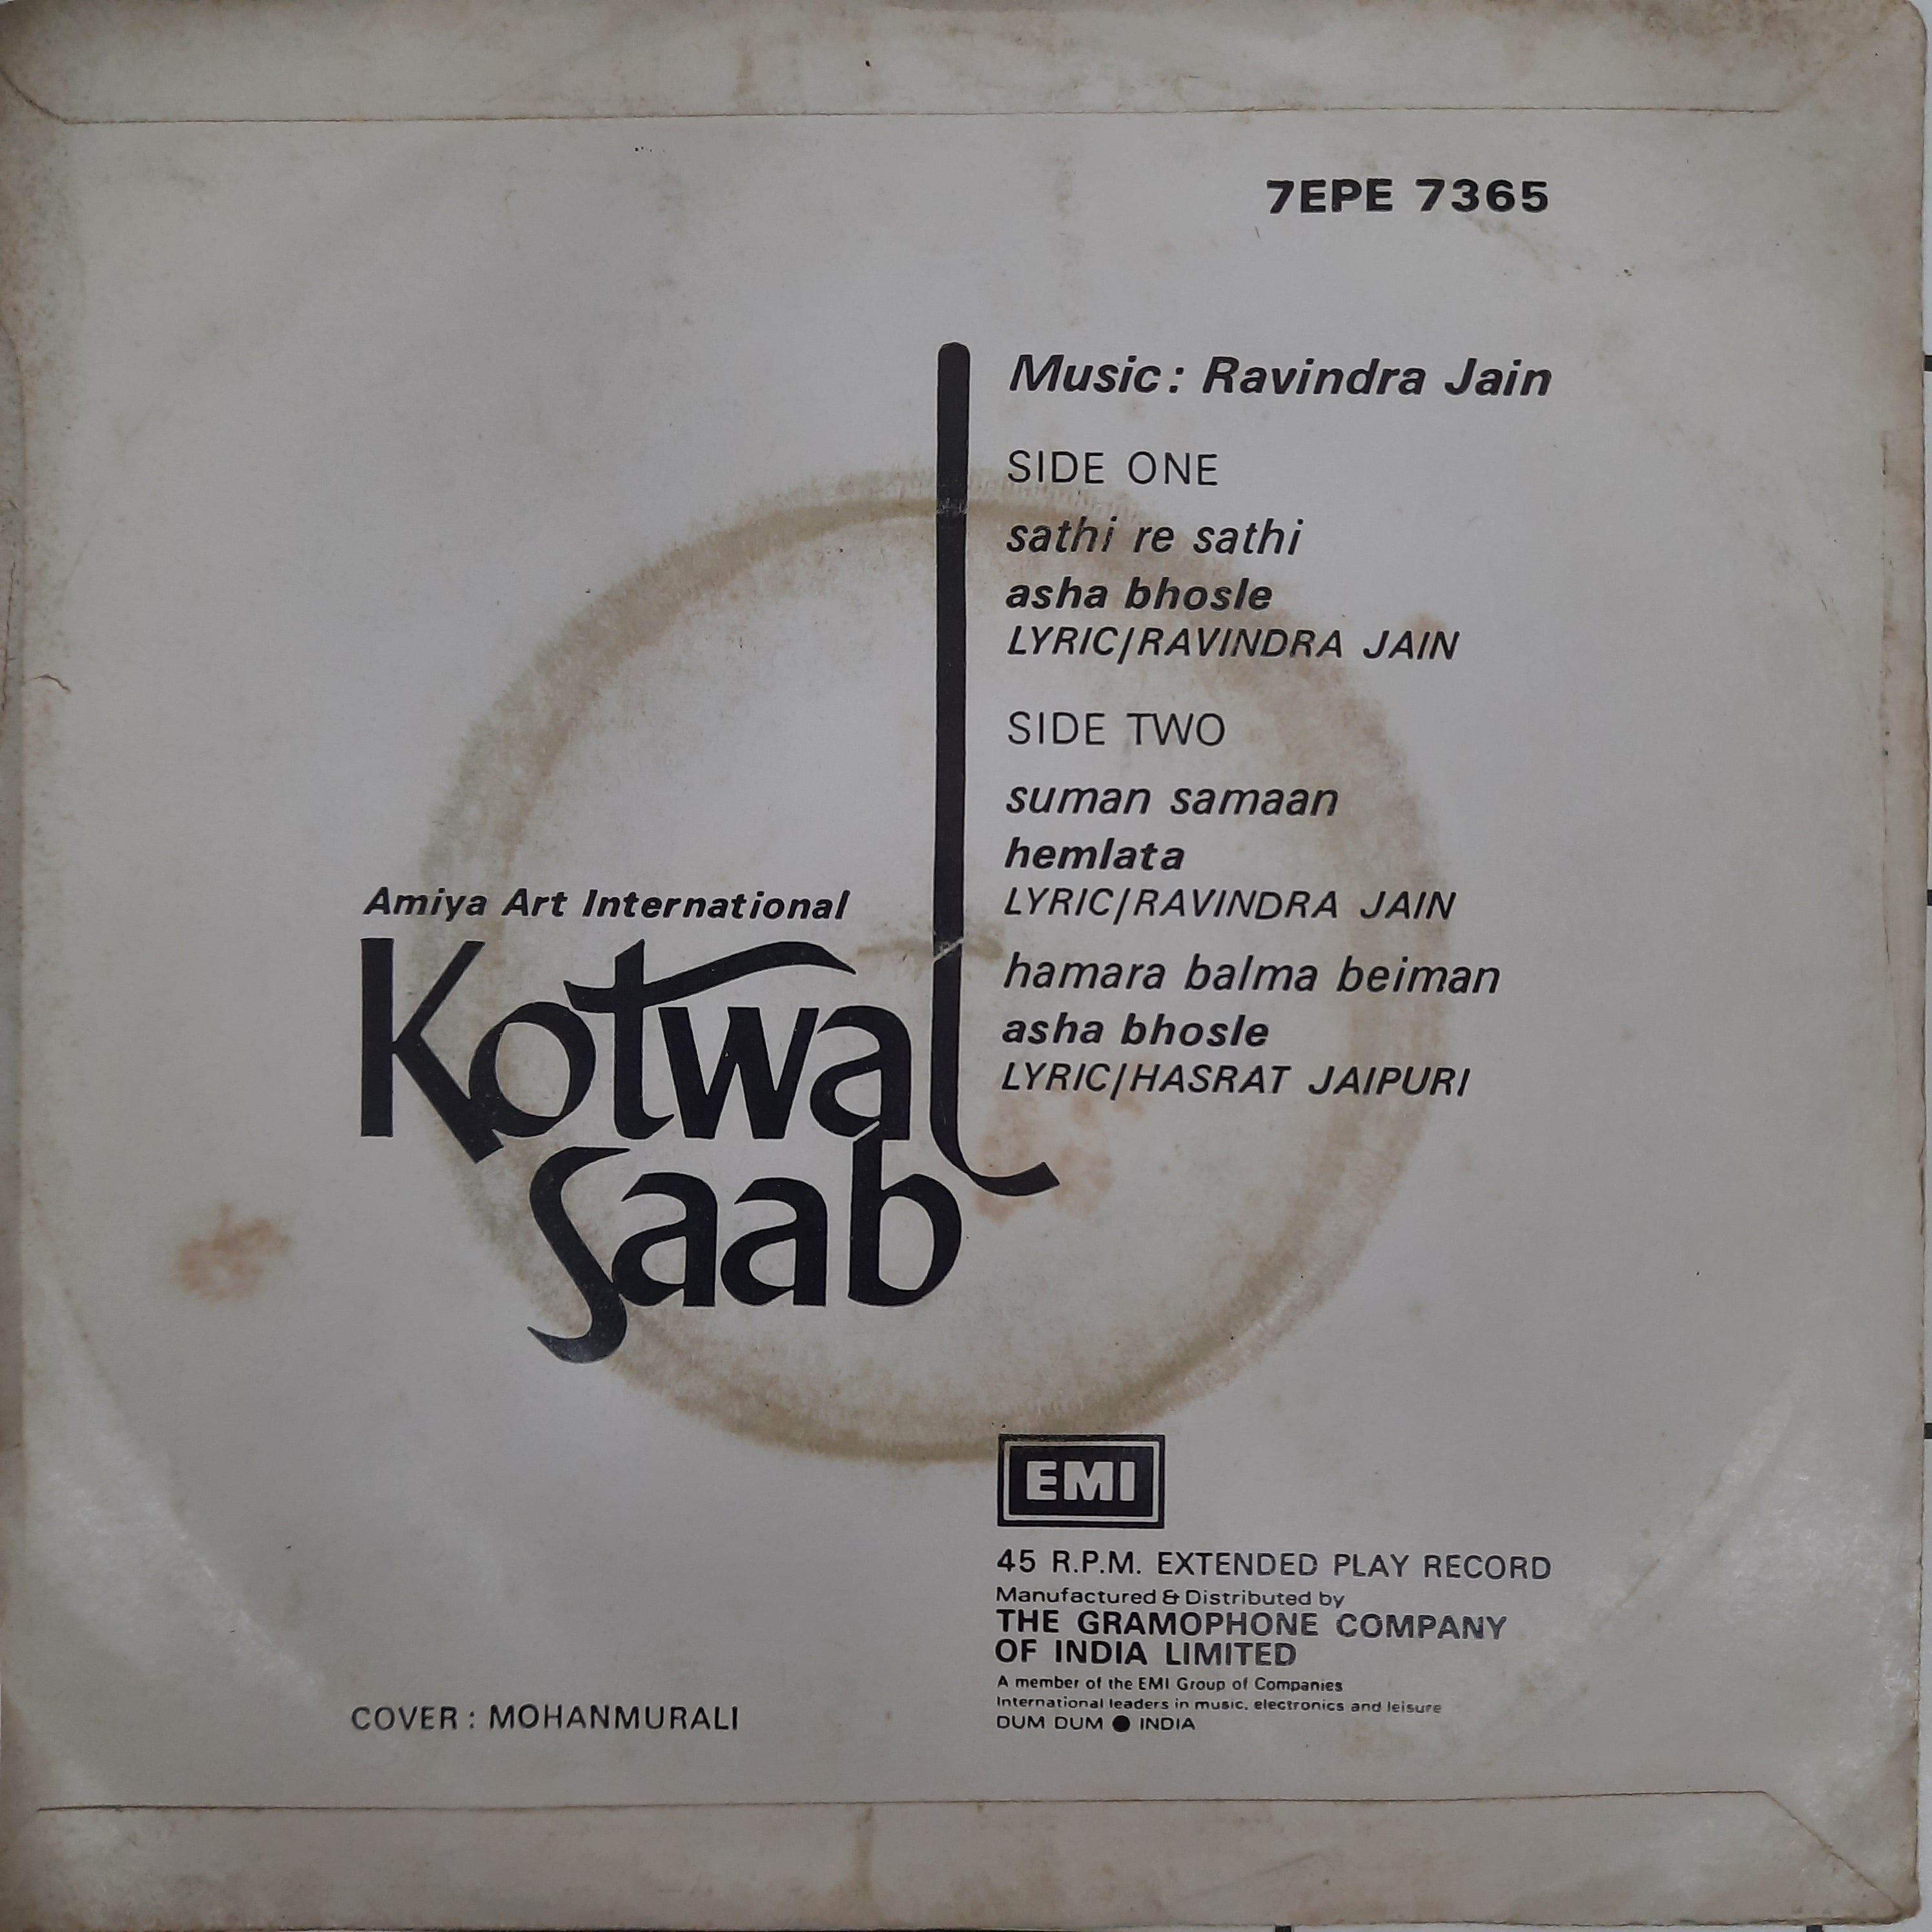 7EPE 7365
Music: Ravindra Jain
SIDE ONE
sathi re sathi
asha bhosle
LYRIC/RAVINDRA JAIN
SIDE TWO
suman samaan
hemlata
LYRIC/RAVINDRA JAIN
hamara balma beiman
asha bhosle
LYRIC/HASRAT JAIPURI
Amiya Art International
Kotwal
Saab
EMI
45 R.P.M. EXTENDED PLAY RECORD
Manufactured & Distributed by
THE GRAMOPHONE COMPANY
OF INDIA LIMITED
A member of the EMI Group of Companies
International leaders in music, electronics and leisure
DUM DUM ● INDIA
COVER : MOHANMURALI